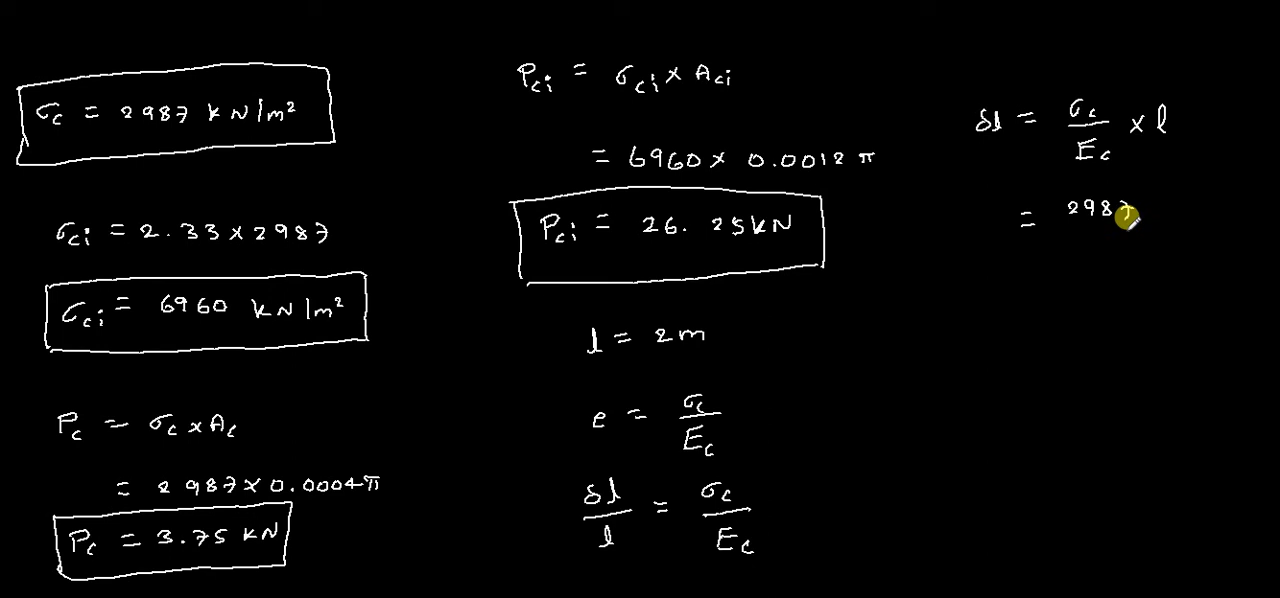 σc = 2987 kN/m²
σci = 2.33 × 2987
σci = 6960 kN/m²
Pc = σc × Ac
= 2987 × 0.0004π
Pc = 3.75 kN
Pci = σci × Aci
= 6960 × 0.0012π
Pci = 26.25 kN
l = 2m
e = σc/Ec
δl/l = σc/Ec
δl = σc/Ec × l
= 2987